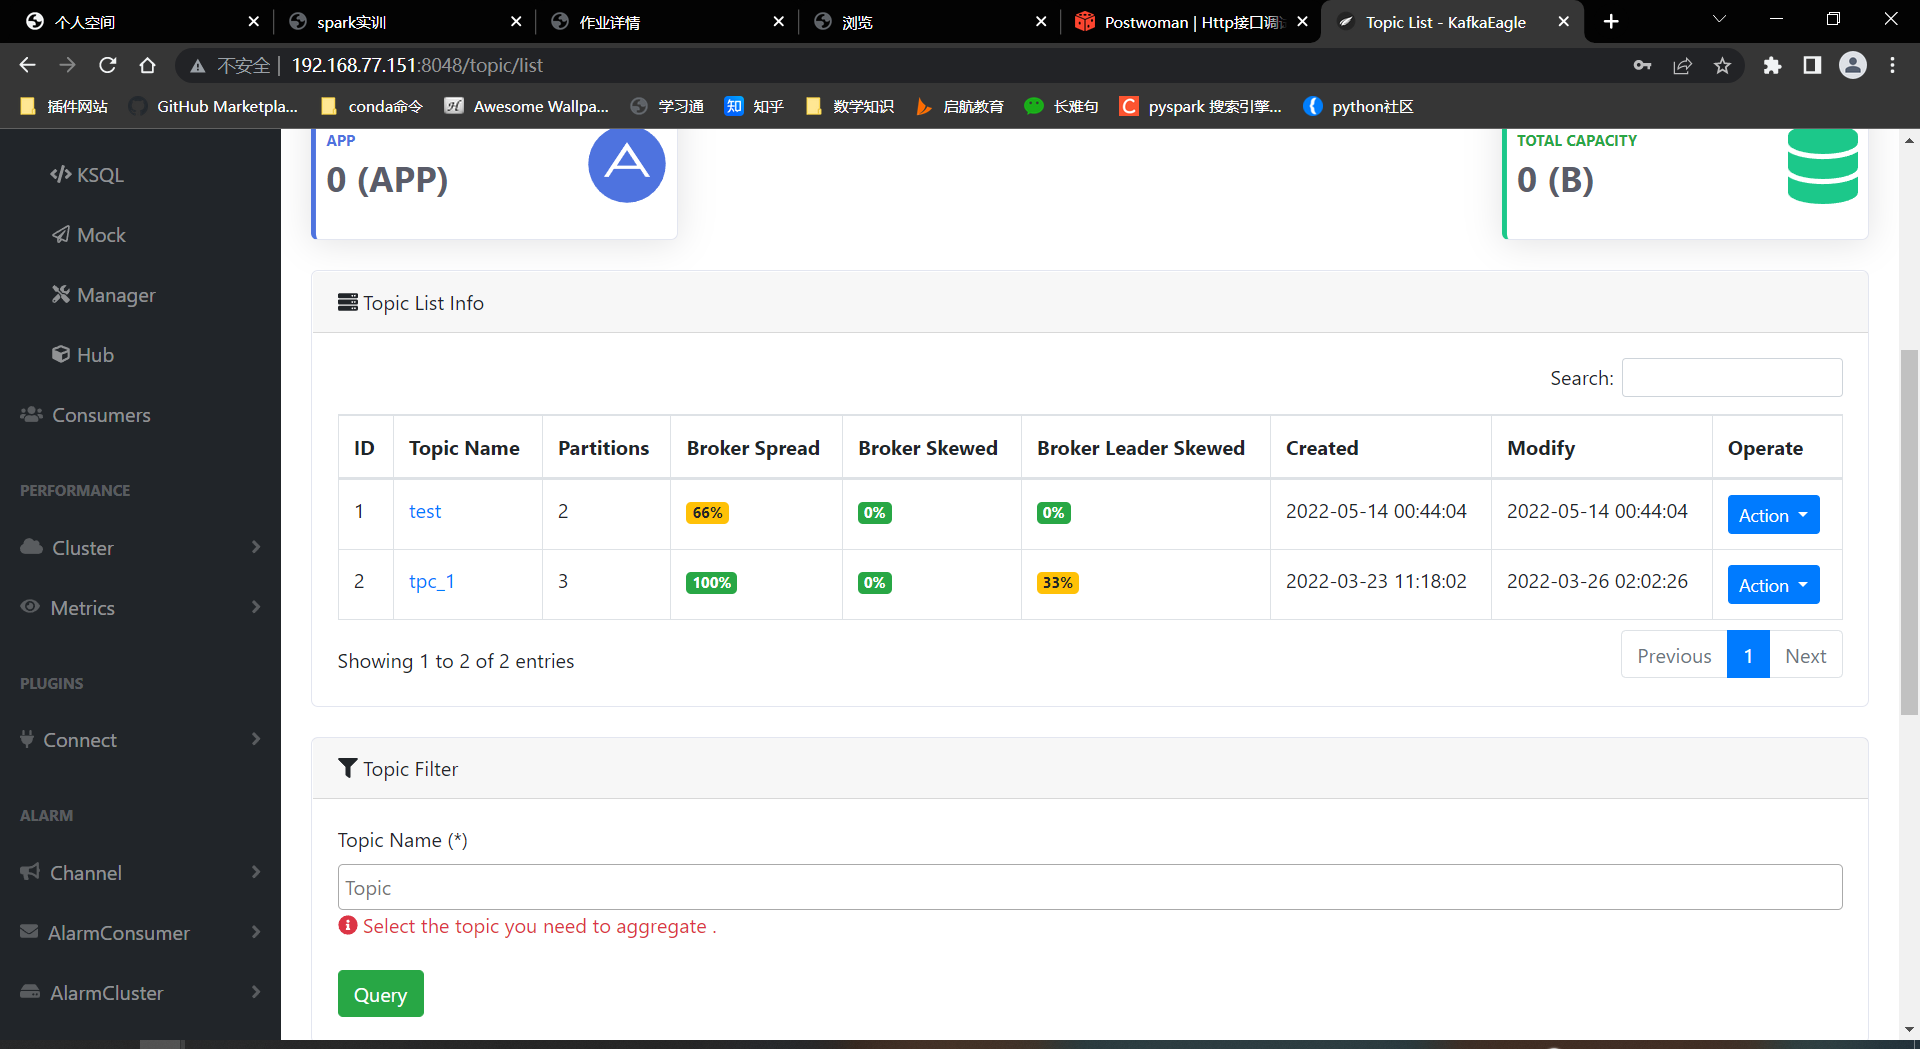 个人空间
spark实训
作业详情
浏览
Postwoman | Http接口调
Topic List - KafkaEagle
不安全 | 192.168.77.151:8048/topic/list
插件网站
GitHub Marketpla...
conda命令
Awesome Wallpa...
学习通
知 知乎
数学知识
启航教育
长难句
C pyspark 搜索引擎...
python社区
KSQL
Mock
Manager
Hub
Consumers
PERFORMANCE
Cluster
Metrics
PLUGINS
Connect
ALARM
Channel
AlarmConsumer
AlarmCluster
APP
0 (APP)
TOTAL CAPACITY
0 (B)
Topic List Info
Search:
ID Topic Name Partitions Broker Spread Broker Skewed Broker Leader Skewed Created Modify Operate
1 test 2 66% 0% 0% 2022-05-14 00:44:04 2022-05-14 00:44:04 Action
2 tpc_1 3 100% 0% 33% 2022-03-23 11:18:02 2022-03-26 02:02:26 Action
Showing 1 to 2 of 2 entries
Previous 1 Next
Topic Filter
Topic Name (*)
Topic
Select the topic you need to aggregate .
Query